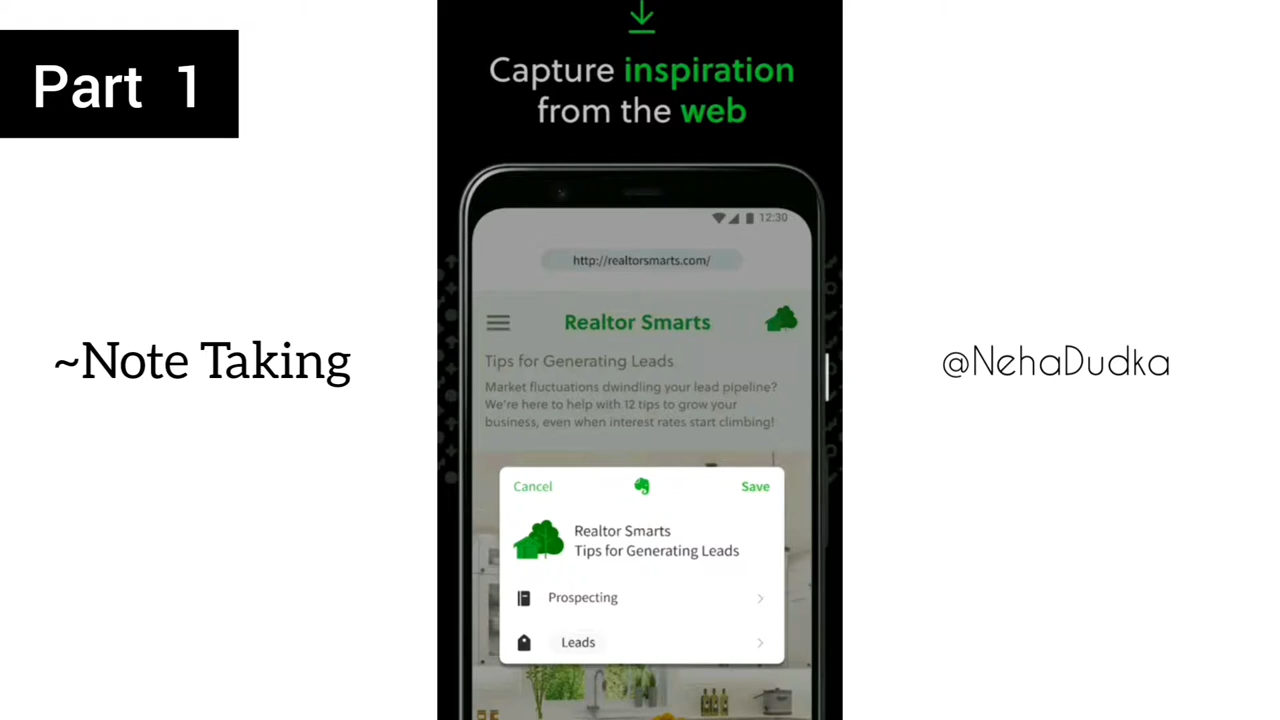 Part 1
Capture inspiration
from the web
12:30
http://realtorsmarts.com/
Realtor Smarts
Tips for Generating Leads
Market fluctuations dwindling your lead pipeline?
We're here to help with 12 tips to grow your
business, even when interest rates start climbing!
~Note Taking
@NehaDudka
Cancel
Save
Realtor Smarts
Tips for Generating Leads
Prospecting
Leads